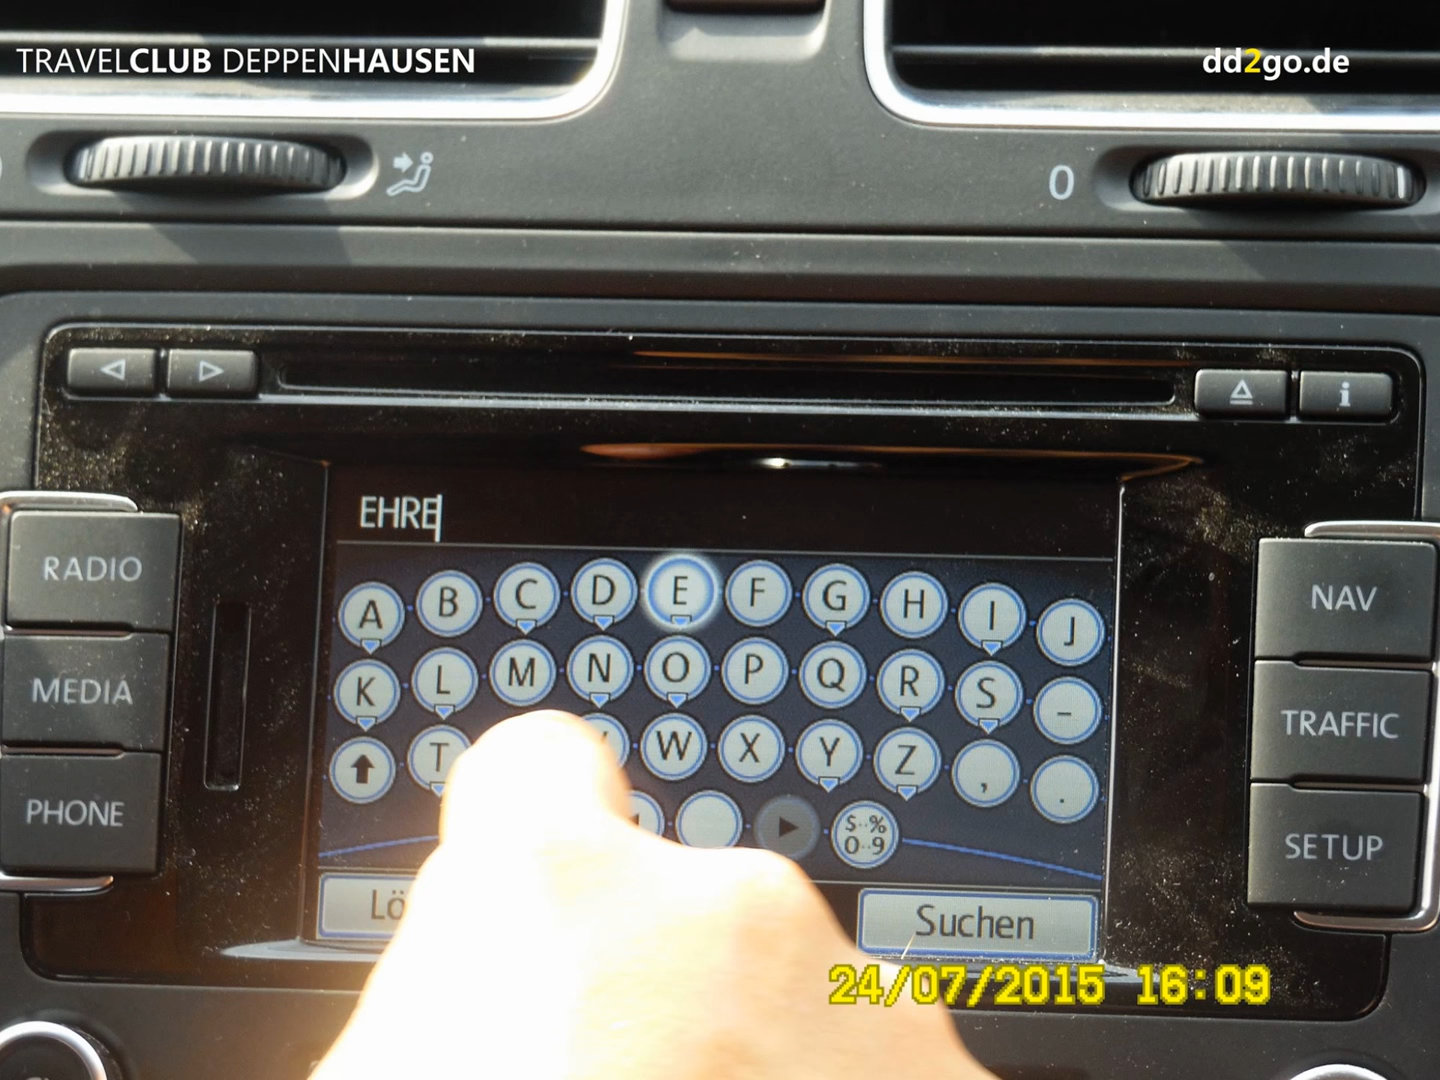 TRAVELCLUB DEPPENHAUSEN
dd2go.de
0
RADIO
MEDIA
PHONE
EHRE
A B C D E F G H I J
K L M N O P Q R S -
T W X Y Z , .
$..%
0..9
Suchen
NAV
TRAFFIC
SETUP
24/07/2015 16:09